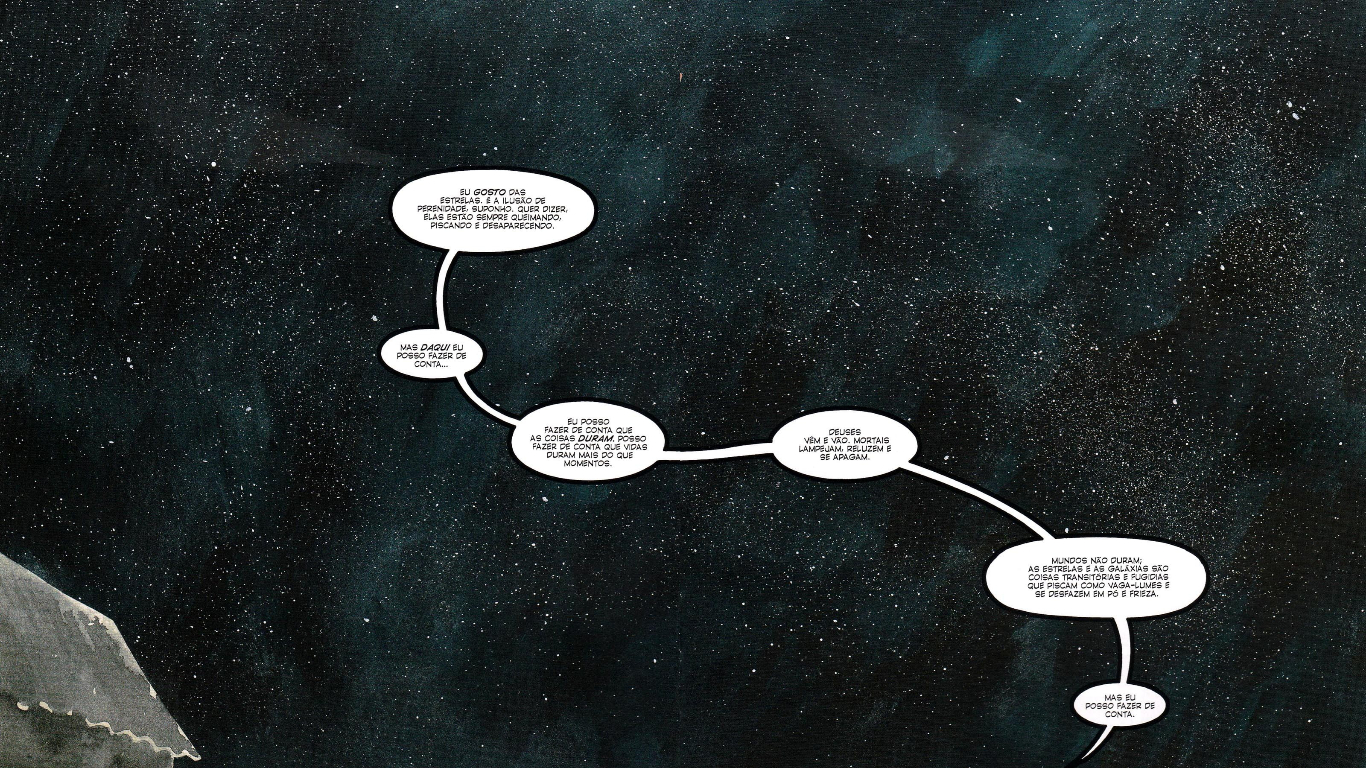 EU GOSTO DAS
ESTRELAS. É A ILUSÃO DE
PERENIDADE, SUPONHO. QUER DIZER,
ELAS ESTÃO SEMPRE QUEIMANDO,
PISCANDO E DESAPARECENDO.
MAS DAQUI EU
POSSO FAZER DE
CONTA...
EU POSSO
FAZER DE CONTA QUE
AS COISAS DURAM. POSSO
FAZER DE CONTA QUE VIDAS
DURAM MAIS DO QUE
MOMENTOS.
DEUSES
VÊM E VÃO. MORTAIS
LAMPEJAM, RELUZEM E
SE APAGAM.
MUNDOS NÃO DURAM;
AS ESTRELAS E AS GALÁXIAS SÃO
COISAS TRANSITÓRIAS E FUGIDIAS
QUE PISCAM COMO VAGA-LUMES E
SE DESFAZEM EM PÓ E FRIEZA.
MAS EU
POSSO FAZER DE
CONTA.